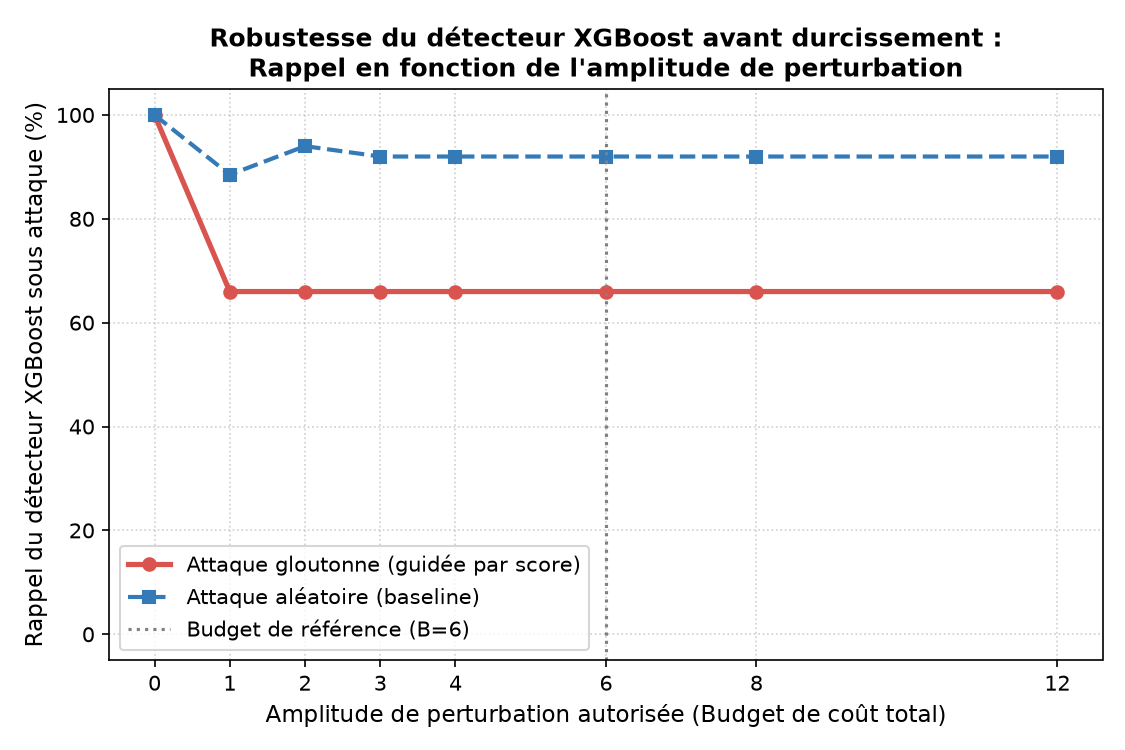 Robustesse du détecteur XGBoost avant durcissement :
Rappel en fonction de l'amplitude de perturbation
Rappel du détecteur XGBoost sous attaque (%)
100
80
60
40
20
0
Attaque gloutonne (guidée par score)
Attaque aléatoire (baseline)
Budget de référence (B=6)
0 1 2 3 4 6 8 12
Amplitude de perturbation autorisée (Budget de coût total)